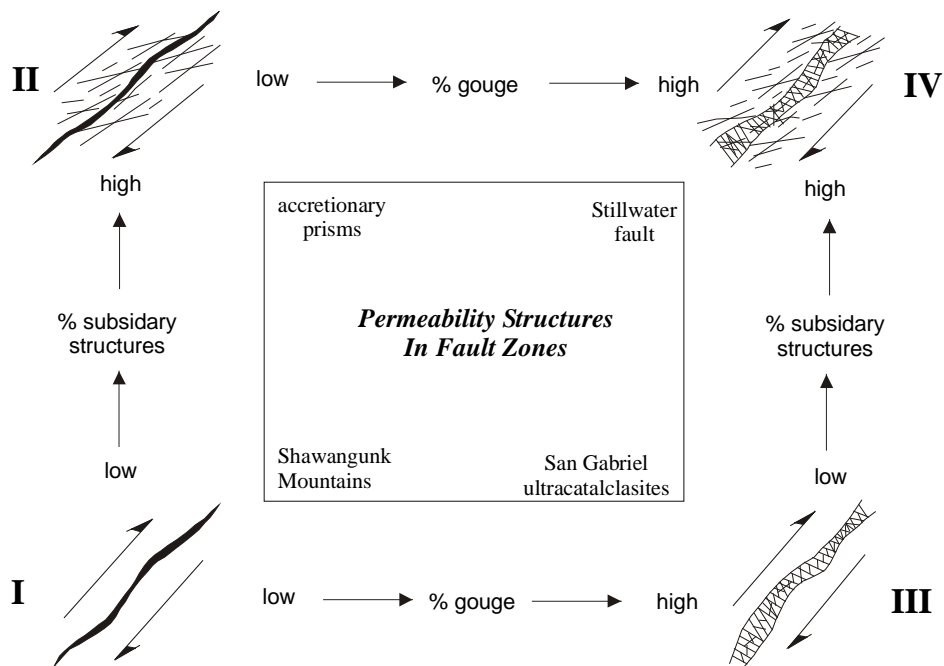 II
low
% gouge
high
IV
high
high
accretionary
prisms
Stillwater
fault
% subsidary
structures
Permeability Structures
In Fault Zones
% subsidary
structures
low
Shawangunk
Mountains
San Gabriel
ultracatalclasites
low
I
low
% gouge
high
III